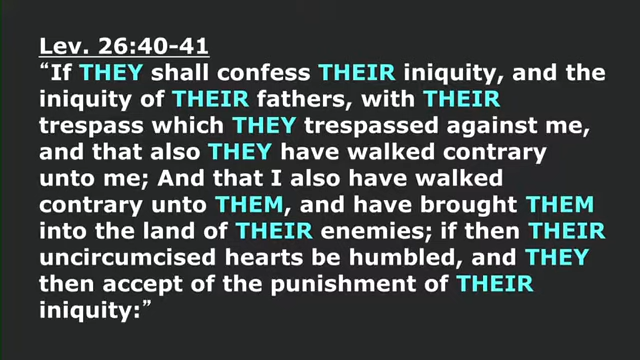 Lev. 26:40-41
“If THEY shall confess THEIR iniquity, and the
iniquity of THEIR fathers, with THEIR
trespass which THEY trespassed against me,
and that also THEY have walked contrary
unto me; And that I also have walked
contrary unto THEM, and have brought THEM
into the land of THEIR enemies; if then THEIR
uncircumcised hearts be humbled, and THEY
then accept of the punishment of THEIR
iniquity:”